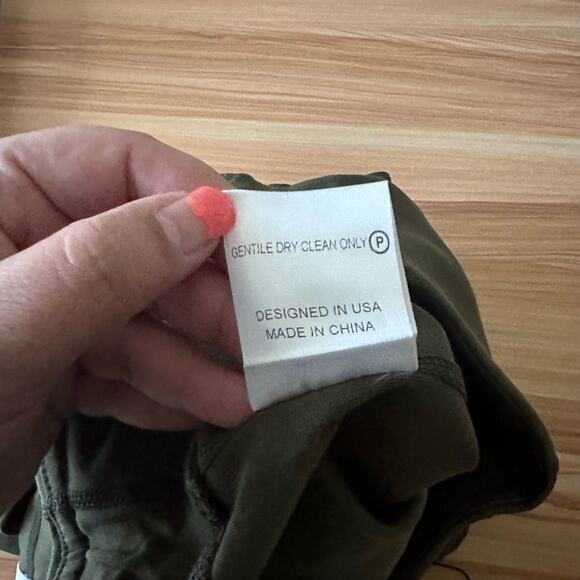 GENTILE DRY CLEAN ONLY Ⓟ
DESIGNED IN USA
MADE IN CHINA